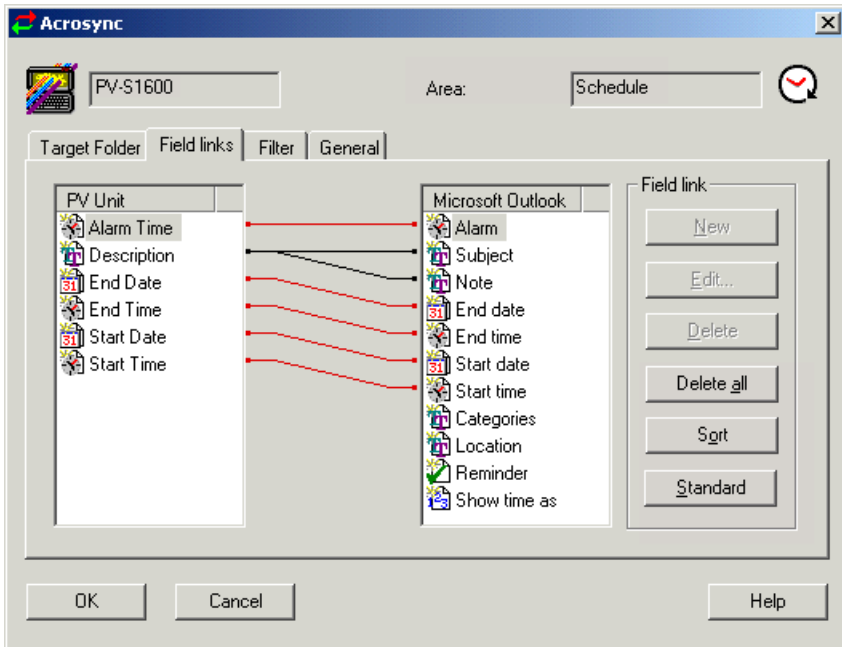 Acrosync
PV-S1600
Area:
Schedule
Target Folder
Field links
Filter
General
PV Unit
Alarm Time
Description
End Date
End Time
Start Date
Start Time
Microsoft Outlook
Alarm
Subject
Note
End date
End time
Start date
Start time
Categories
Location
Reminder
Show time as
Field link
New
Edit...
Delete
Delete all
Sort
Standard
OK
Cancel
Help